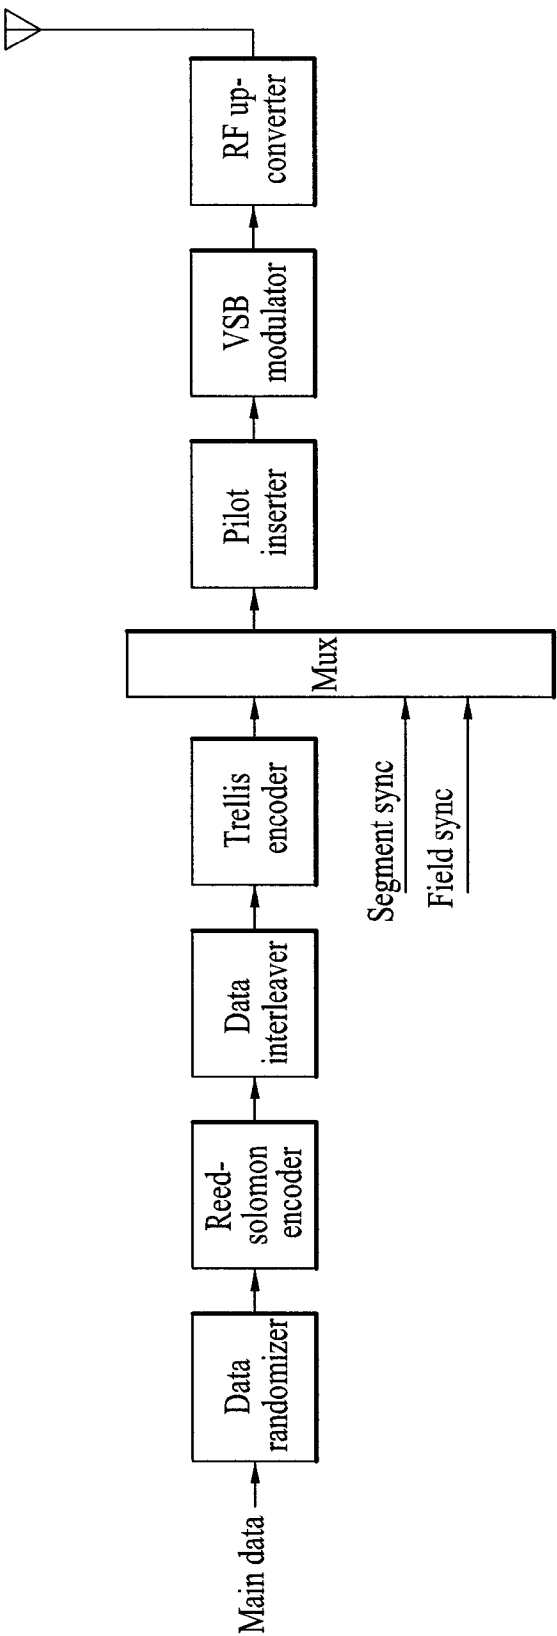 Main data
Data
randomizer
Reed-
solomon
encoder
Data
interleaver
Trellis
encoder
Segment sync
Field sync
Mux
Pilot
inserter
VSB
modulator
RF up-
converter